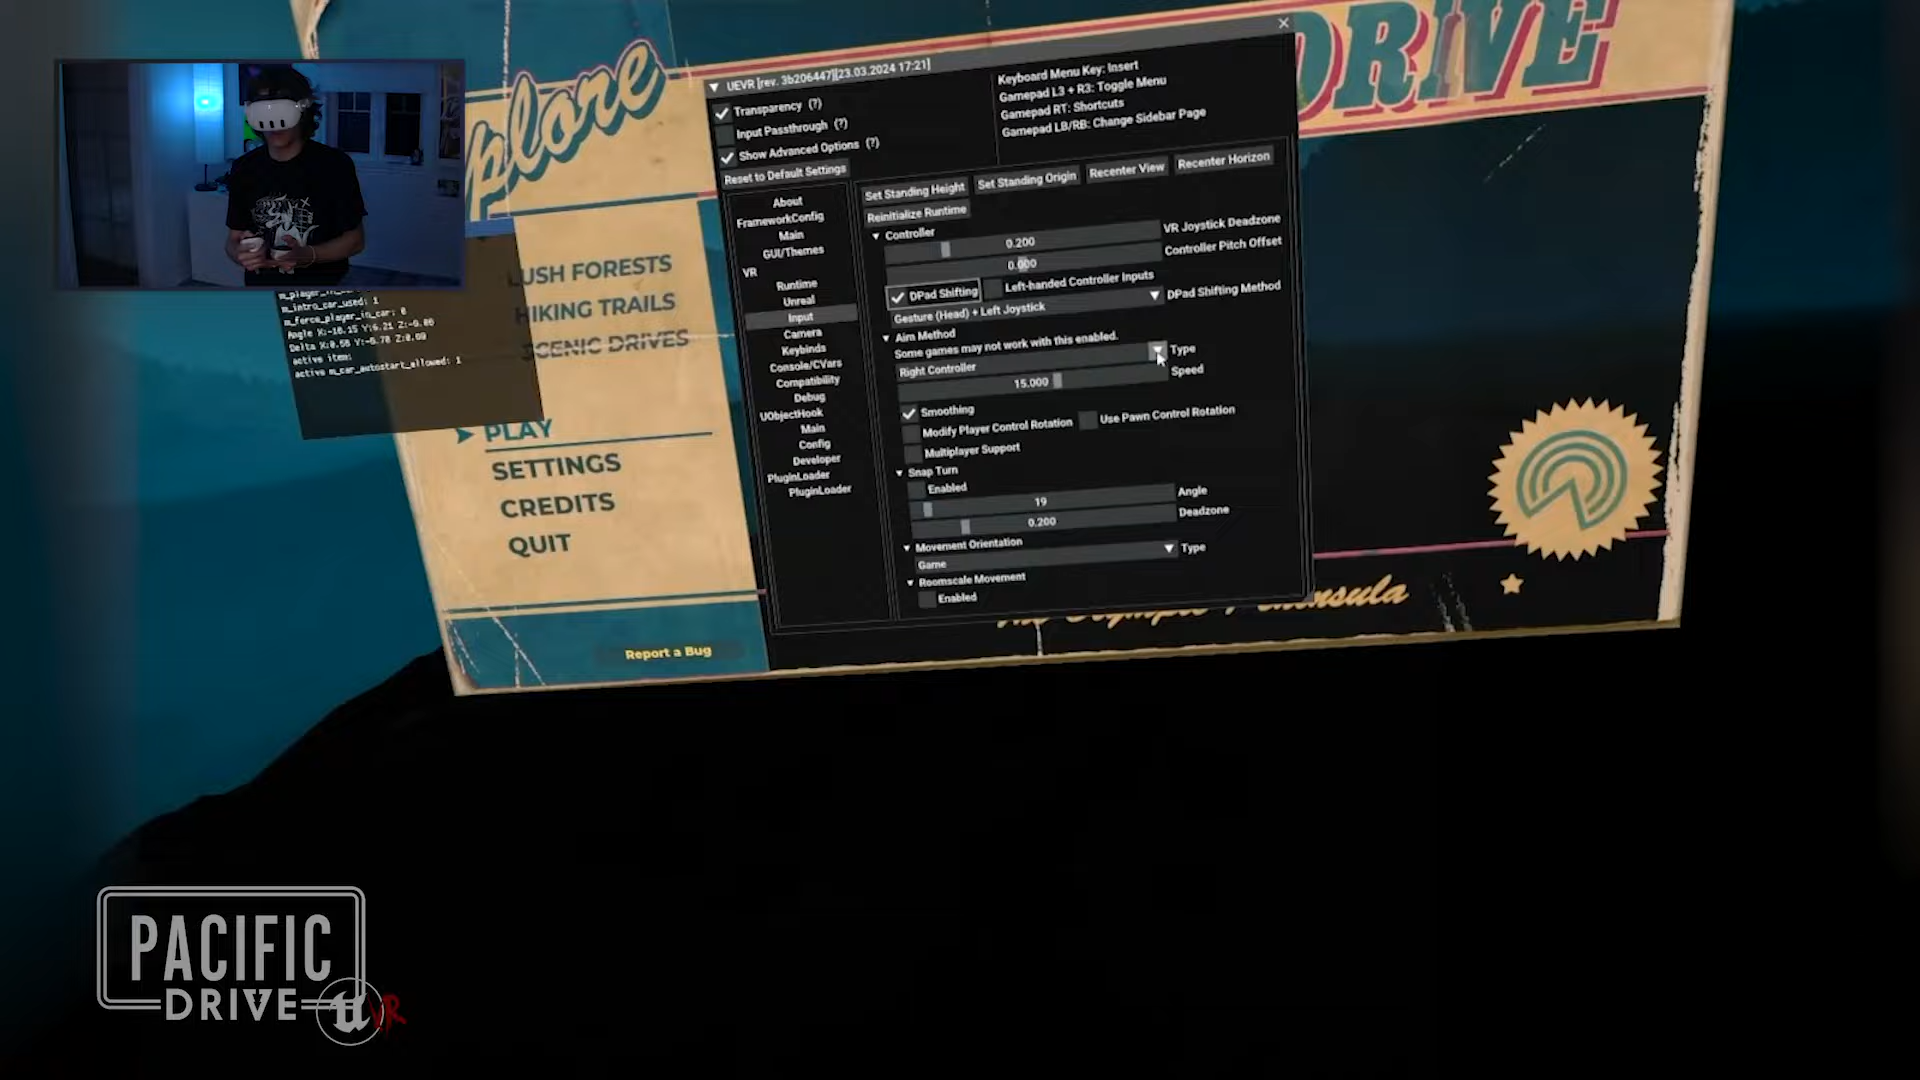 plore
DRIVE
UEVR [rev. 3b206447][23.03.2024 17:21]
Transparency (?)
Input Passthrough (?)
Show Advanced Options (?)
Reset to Default Settings
Keyboard Menu Key: Insert
Gamepad L3 + R3: Toggle Menu
Gamepad RT: Shortcuts
Gamepad LB/RB: Change Sidebar Page
About
FrameworkConfig
Main
GUI/Themes
VR
Runtime
Unreal
Input
Camera
Keybinds
Console/CVars
Compatibility
Debug
UObjectHook
Main
Config
Developer
PluginLoader
PluginLoader
Set Standing Height Set Standing Origin Recenter View Recenter Horizon
Reinitialize Runtime
Controller
0.200 VR Joystick Deadzone
0.000 Controller Pitch Offset
DPad Shifting Left-handed Controller Inputs
Gesture (Head) + Left Joystick DPad Shifting Method
Aim Method
Some games may not work with this enabled.
Right Controller Type
15.000 Speed
Smoothing
Modify Player Control Rotation Use Pawn Control Rotation
Multiplayer Support
Snap Turn
Enabled
19 Angle
0.200 Deadzone
Movement Orientation
Game Type
Roomscale Movement
Enabled
LUSH FORESTS
HIKING TRAILS
SCENIC DRIVES
m_intro_car_used: 1
m_force_player_in_car: 0
active item:
active m_car_autostart_allowed: 1
PLAY
SETTINGS
CREDITS
QUIT
Report a Bug
PACIFIC
DRIVE
VR